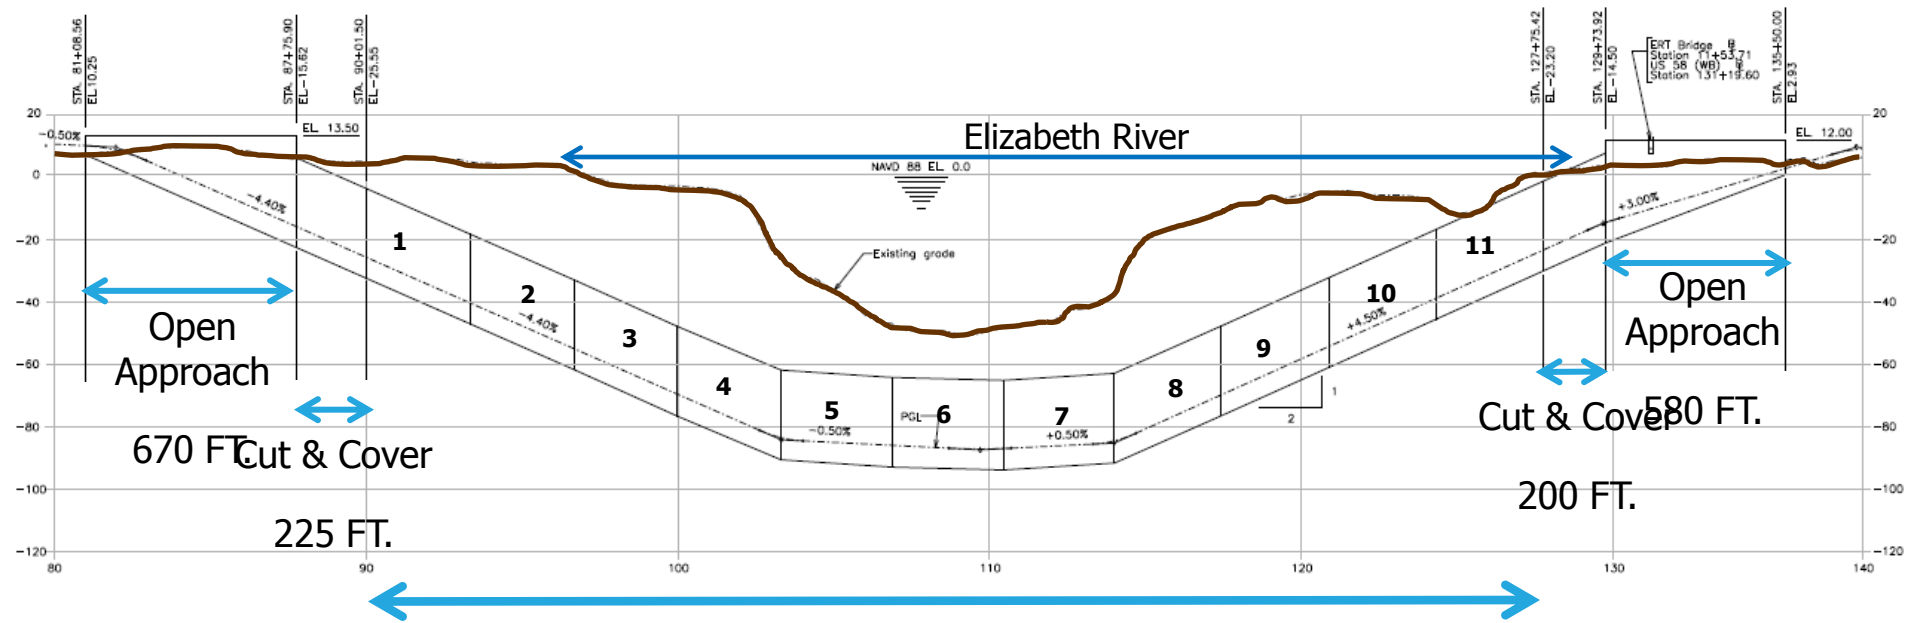 STA. 81+08.56
EL.10.25
STA. 87+75.90
EL.-15.62
STA. 90+01.50
EL.-25.55
STA. 127+75.42
EL.-23.20
STA. 129+73.92
EL.-14.50
STA. 135+50.00
EL.2.93
ERT Bridge
Station 11+53.71
US 58 (WB)
Station 131+19.60
20
20
-0.50%
EL. 13.50
Elizabeth River
EL. 12.00
NAVD 88 EL. 0.0
0
0
-4.40%
+3.00%
1
11
-20
-20
Existing grade
2
10
-40
-40
-4.40%
+4.50%
Open
Approach
Open
Approach
3
9
-60
-60
4
8
1
2
5
PGL
6
7
-0.50%
+0.50%
-80
-80
670 FT.
Cut & Cover
225 FT.
Cut & Cover
580 FT.
200 FT.
-100
-100
-120
-120
80
90
100
110
120
130
140